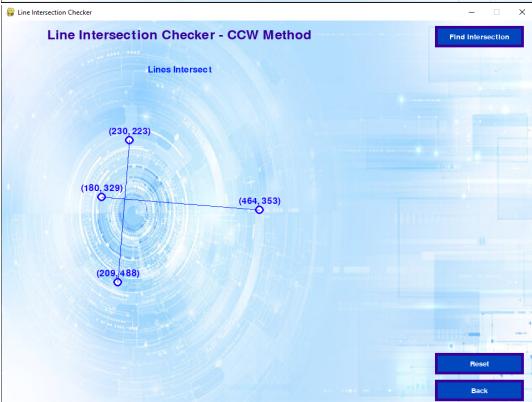 Line Intersection Checker
Line Intersection Checker - CCW Method
Find Intersection
Lines Intersect
(230, 223)
(180, 329)
(464, 353)
(209, 488)
Reset
Back